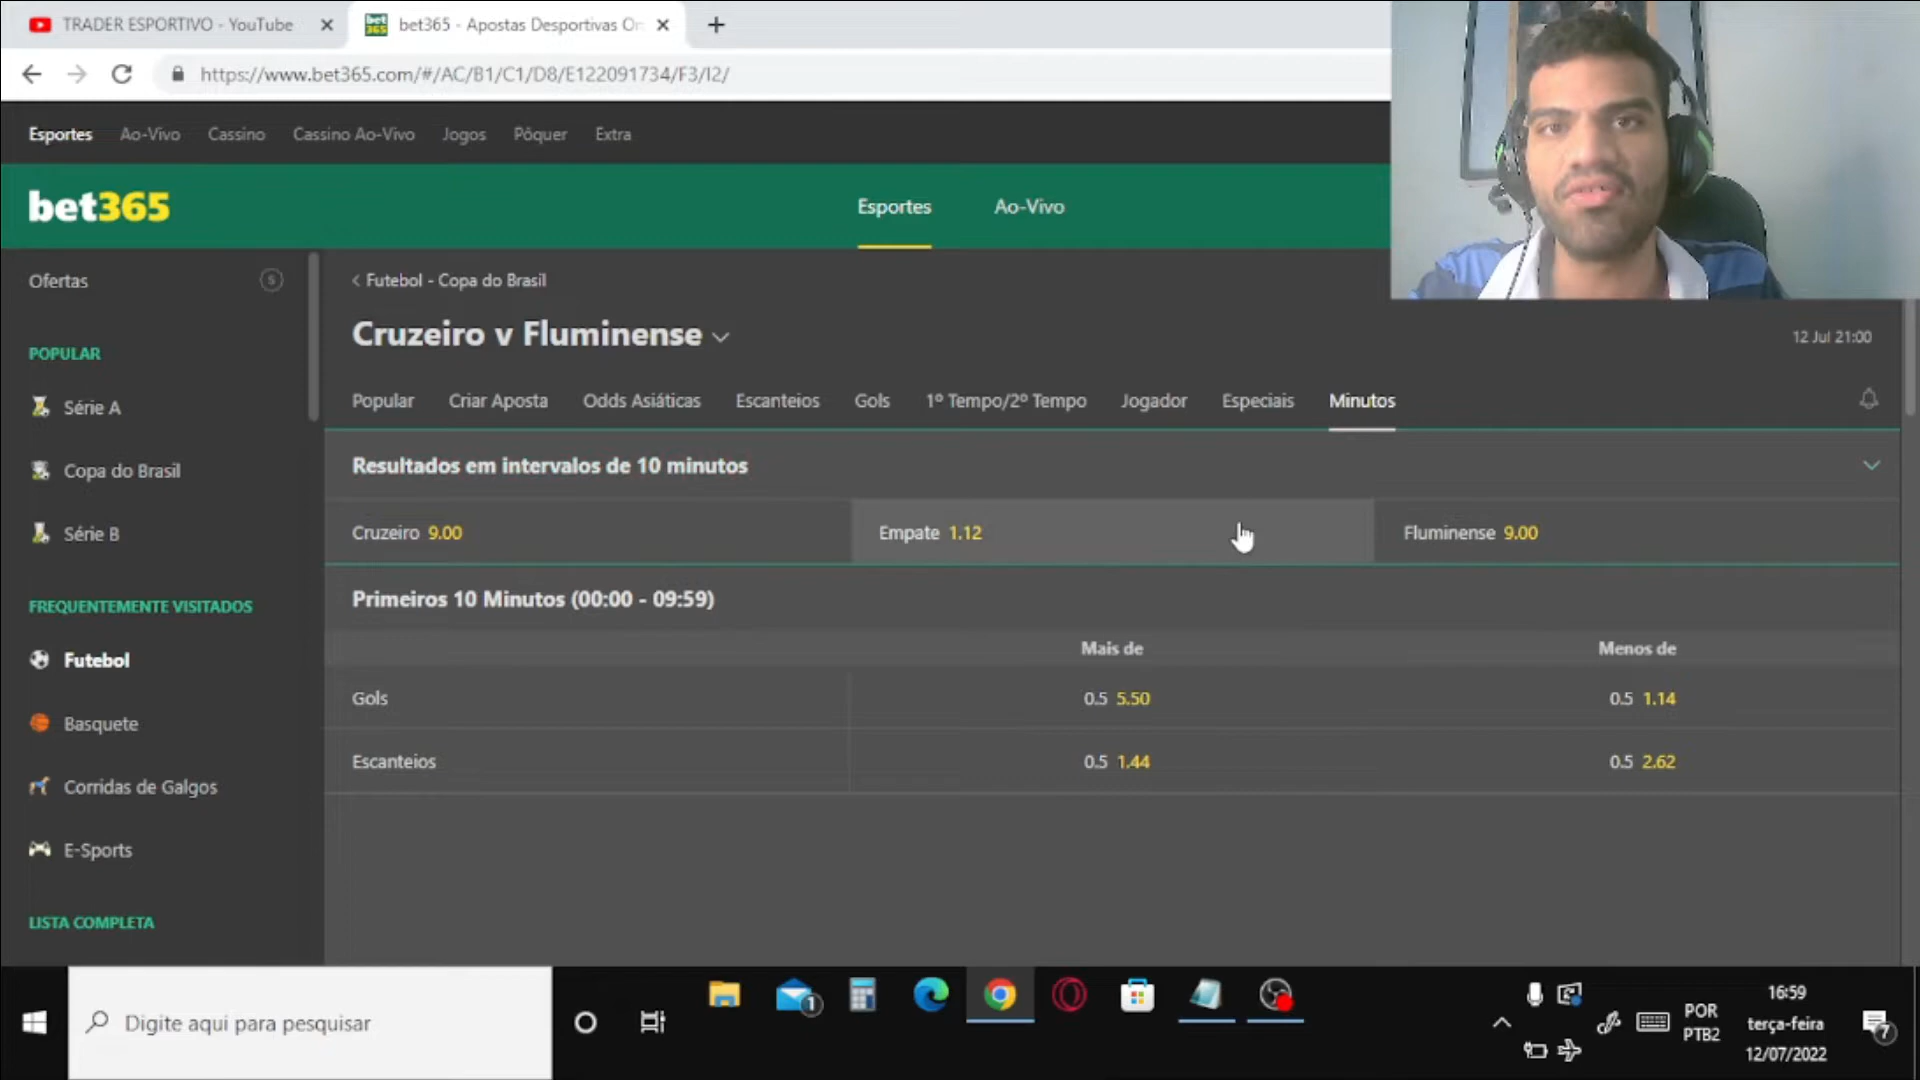 TRADER ESPORTIVO - YouTube
bet365 - Apostas Desportivas On
https://www.bet365.com/#/AC/B1/C1/D8/E122091734/F3/I2/
Esportes Ao-Vivo Cassino Cassino Ao-Vivo Jogos Pôquer Extra
bet365
Esportes Ao-Vivo
Ofertas
POPULAR
Série A
Copa do Brasil
Série B
FREQUENTEMENTE VISITADOS
Futebol
Basquete
Corridas de Galgos
E-Sports
LISTA COMPLETA
< Futebol - Copa do Brasil
Cruzeiro v Fluminense
12 Jul 21:00
Popular Criar Aposta Odds Asiáticas Escanteios Gols 1º Tempo/2º Tempo Jogador Especiais Minutos
Resultados em intervalos de 10 minutos
Cruzeiro 9.00 Empate 1.12 Fluminense 9.00
Primeiros 10 Minutos (00:00 - 09:59)
Mais de Menos de
Gols 0.5 5.50 0.5 1.14
Escanteios 0.5 1.44 0.5 2.62
Digite aqui para pesquisar
1
POR
PTB2
16:59
terça-feira
12/07/2022
7